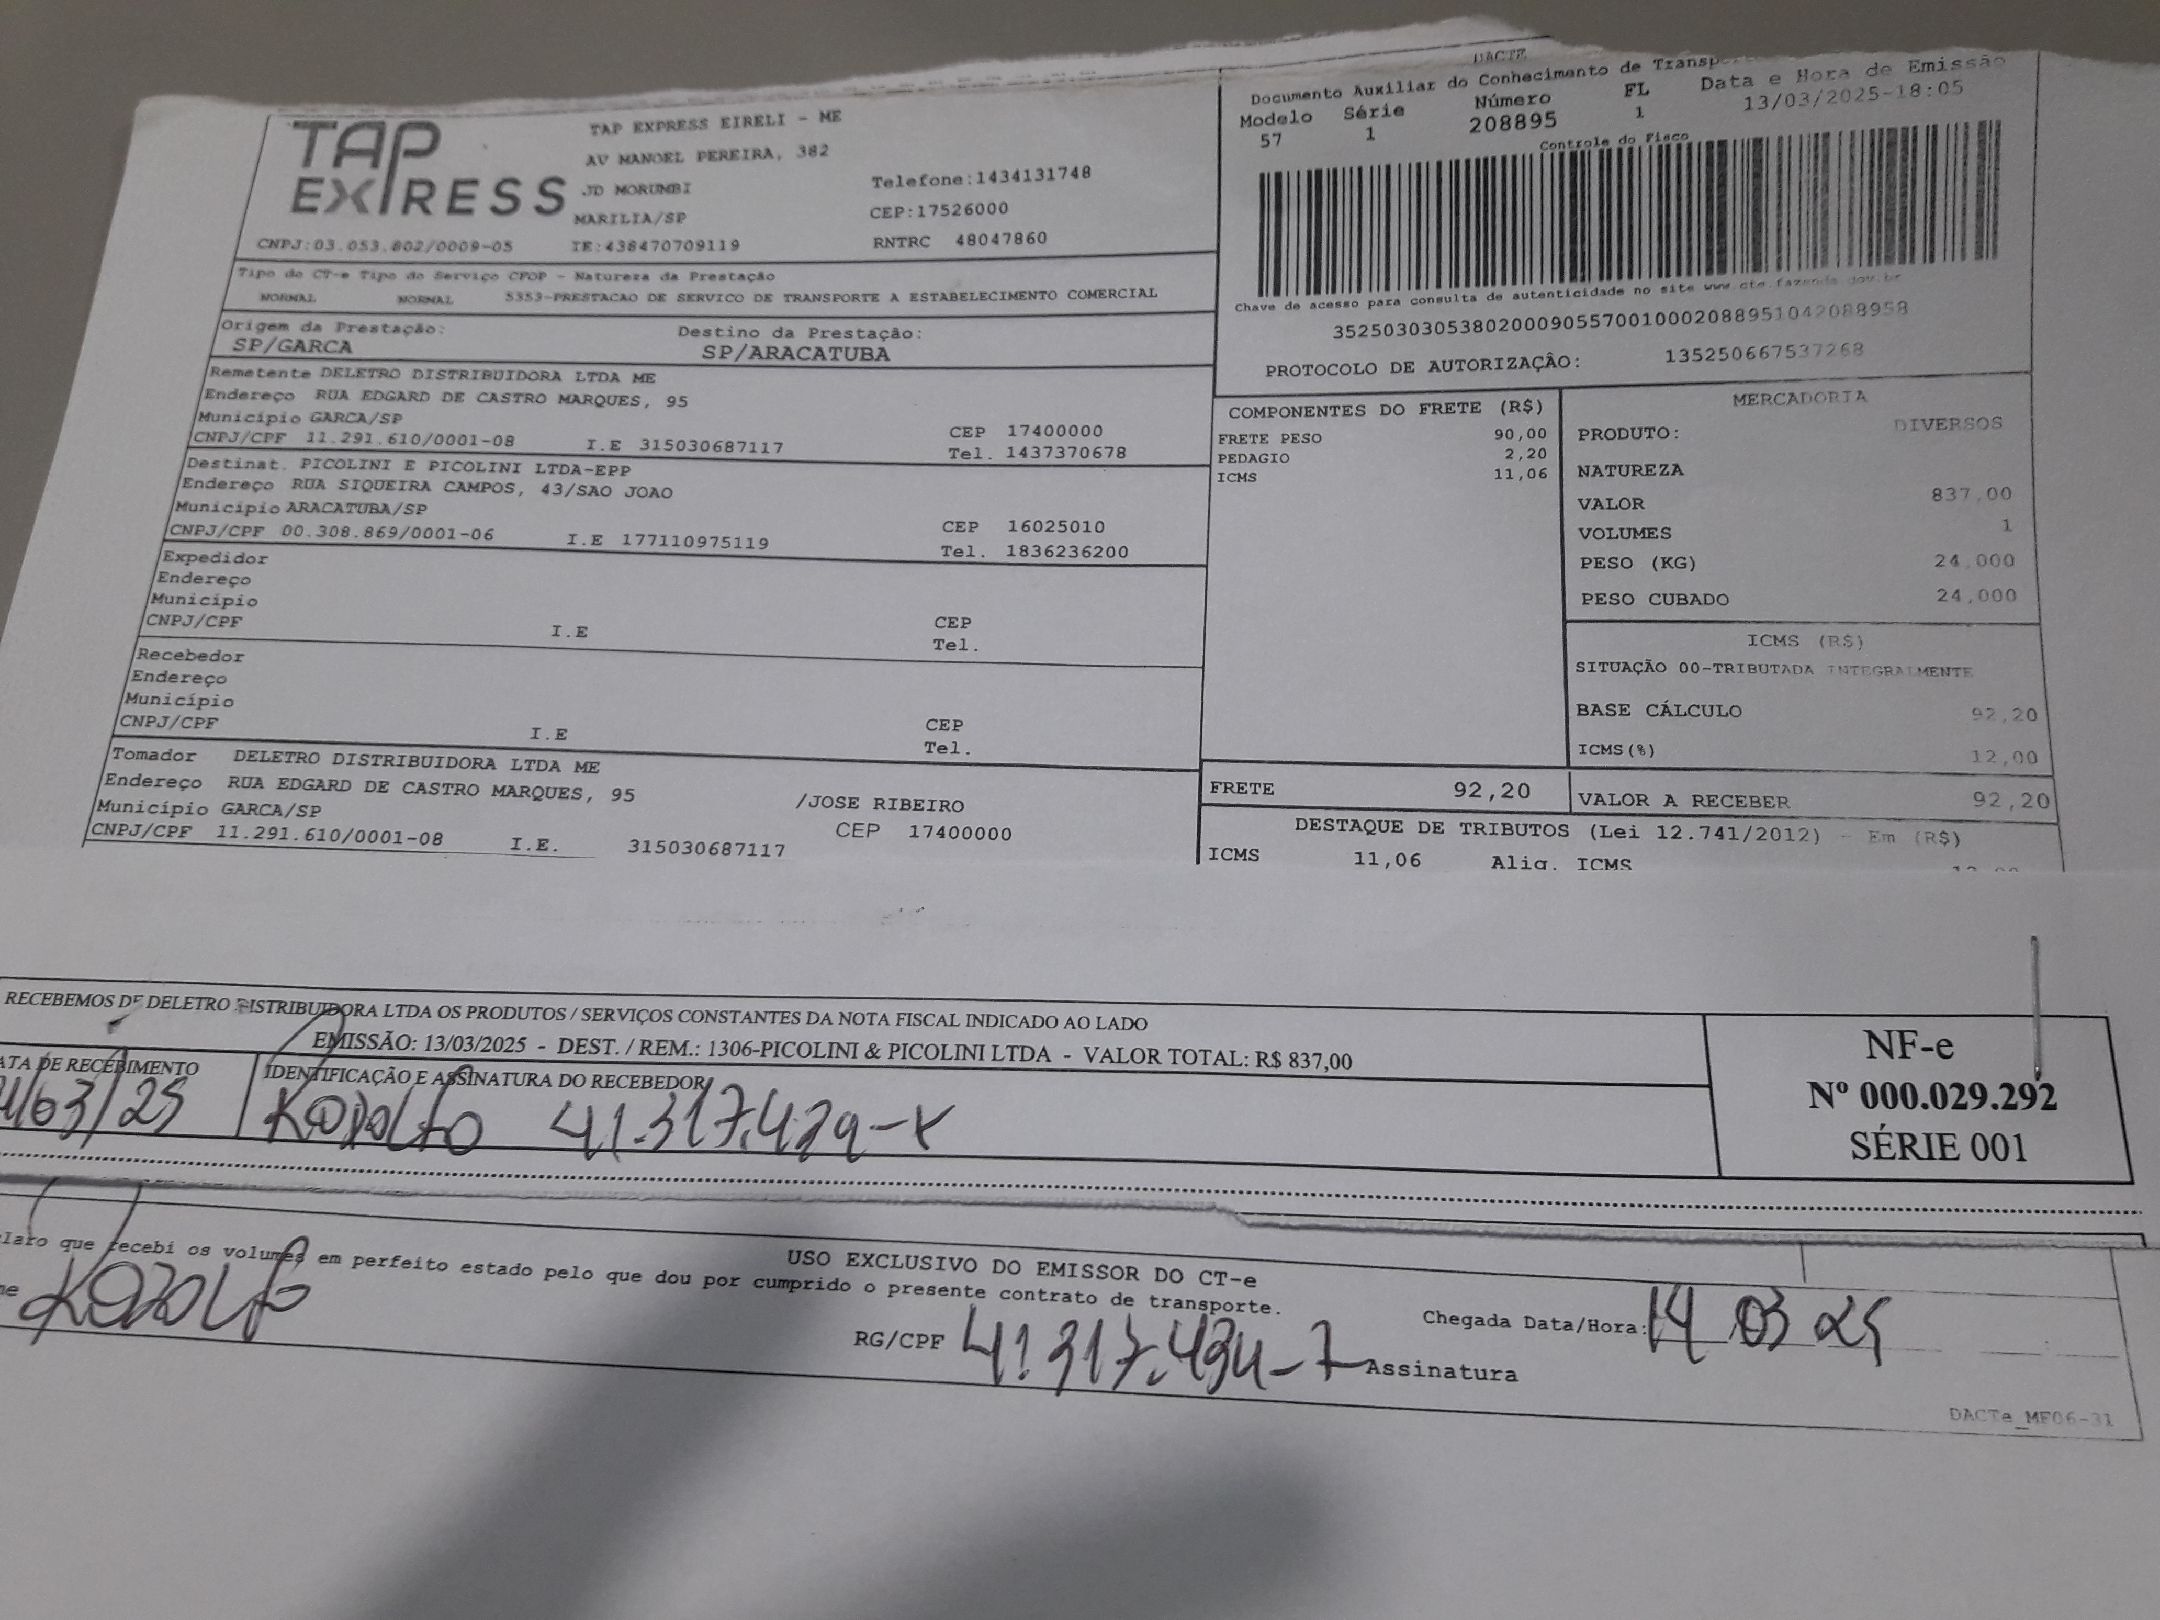 DACTE
Documento Auxiliar do Conhecimento de
Modelo Série Número FL Data e Hora de Emissão
57 1 208895 1 13/03/2025-18:05
Controle do Fisco
TAP EXPRESS
TAP EXPRESS EIRELI - ME
AV MANOEL PEREIRA, 382
JD MORUMBI Telefone:1434131748
MARILIA/SP CEP:17526000
CNPJ:03.053.802/0009-05 IE:438470709119 RNTRC 48047860
Tipo do CT-e Tipo do Serviço CFOP - Natureza da Prestação
NORMAL NORMAL 5353-PRESTACAO DE SERVICO DE TRANSPORTE A ESTABELECIMENTO COMERCIAL
Chave de acesso para consulta de autenticidade no site www.cte.fazenda.gov.br
35250303053802000905570010002088951042088958
PROTOCOLO DE AUTORIZAÇÃO: 135250667537268
Origem da Prestação: Destino da Prestação:
SP/GARCA SP/ARACATUBA
Remetente DELETRO DISTRIBUIDORA LTDA ME
Endereço RUA EDGARD DE CASTRO MARQUES, 95
Município GARCA/SP CEP 17400000
CNPJ/CPF 11.291.610/0001-08 I.E 315030687117 Tel. 1437370678
Destinat. PICOLINI E PICOLINI LTDA-EPP
Endereço RUA SIQUEIRA CAMPOS, 43/SAO JOAO
Município ARACATUBA/SP CEP 16025010
CNPJ/CPF 00.308.869/0001-06 I.E 177110975119 Tel. 1836236200
Expedidor
Endereço
Município CEP
CNPJ/CPF I.E Tel.
Recebedor
Endereço
Município CEP
CNPJ/CPF I.E Tel.
Tomador DELETRO DISTRIBUIDORA LTDA ME
Endereço RUA EDGARD DE CASTRO MARQUES, 95 /JOSE RIBEIRO
Município GARCA/SP CEP 17400000
CNPJ/CPF 11.291.610/0001-08 I.E. 315030687117
COMPONENTES DO FRETE (R$)
FRETE PESO 90,00
PEDAGIO 2,20
ICMS 11,06
MERCADORIA
PRODUTO: DIVERSOS
NATUREZA
VALOR 837,00
VOLUMES 1
PESO (KG) 24,000
PESO CUBADO 24,000
ICMS (R$)
SITUAÇÃO 00-TRIBUTADA INTEGRALMENTE
BASE CÁLCULO 92,20
ICMS(%) 12,00
FRETE 92,20 VALOR A RECEBER 92,20
DESTAQUE DE TRIBUTOS (Lei 12.741/2012) - Em (R$)
ICMS 11,06 Aliq. ICMS
RECEBEMOS DE DELETRO DISTRIBUIDORA LTDA OS PRODUTOS / SERVIÇOS CONSTANTES DA NOTA FISCAL INDICADO AO LADO
EMISSÃO: 13/03/2025 - DEST. / REM.: 1306-PICOLINI & PICOLINI LTDA - VALOR TOTAL: R$ 837,00
DE RECEBIMENTO IDENTIFICAÇÃO E ASSINATURA DO RECEBEDOR
/03/25 Rodolfo
NF-e
Nº 000.029.292
SÉRIE 001
USO EXCLUSIVO DO EMISSOR DO CT-e
que recebi os volumes em perfeito estado pelo que dou por cumprido o presente contrato de transporte.
Rodolfo RG/CPF Assinatura Chegada Data/Hora: 14 03 25
DACTe_MF06-31